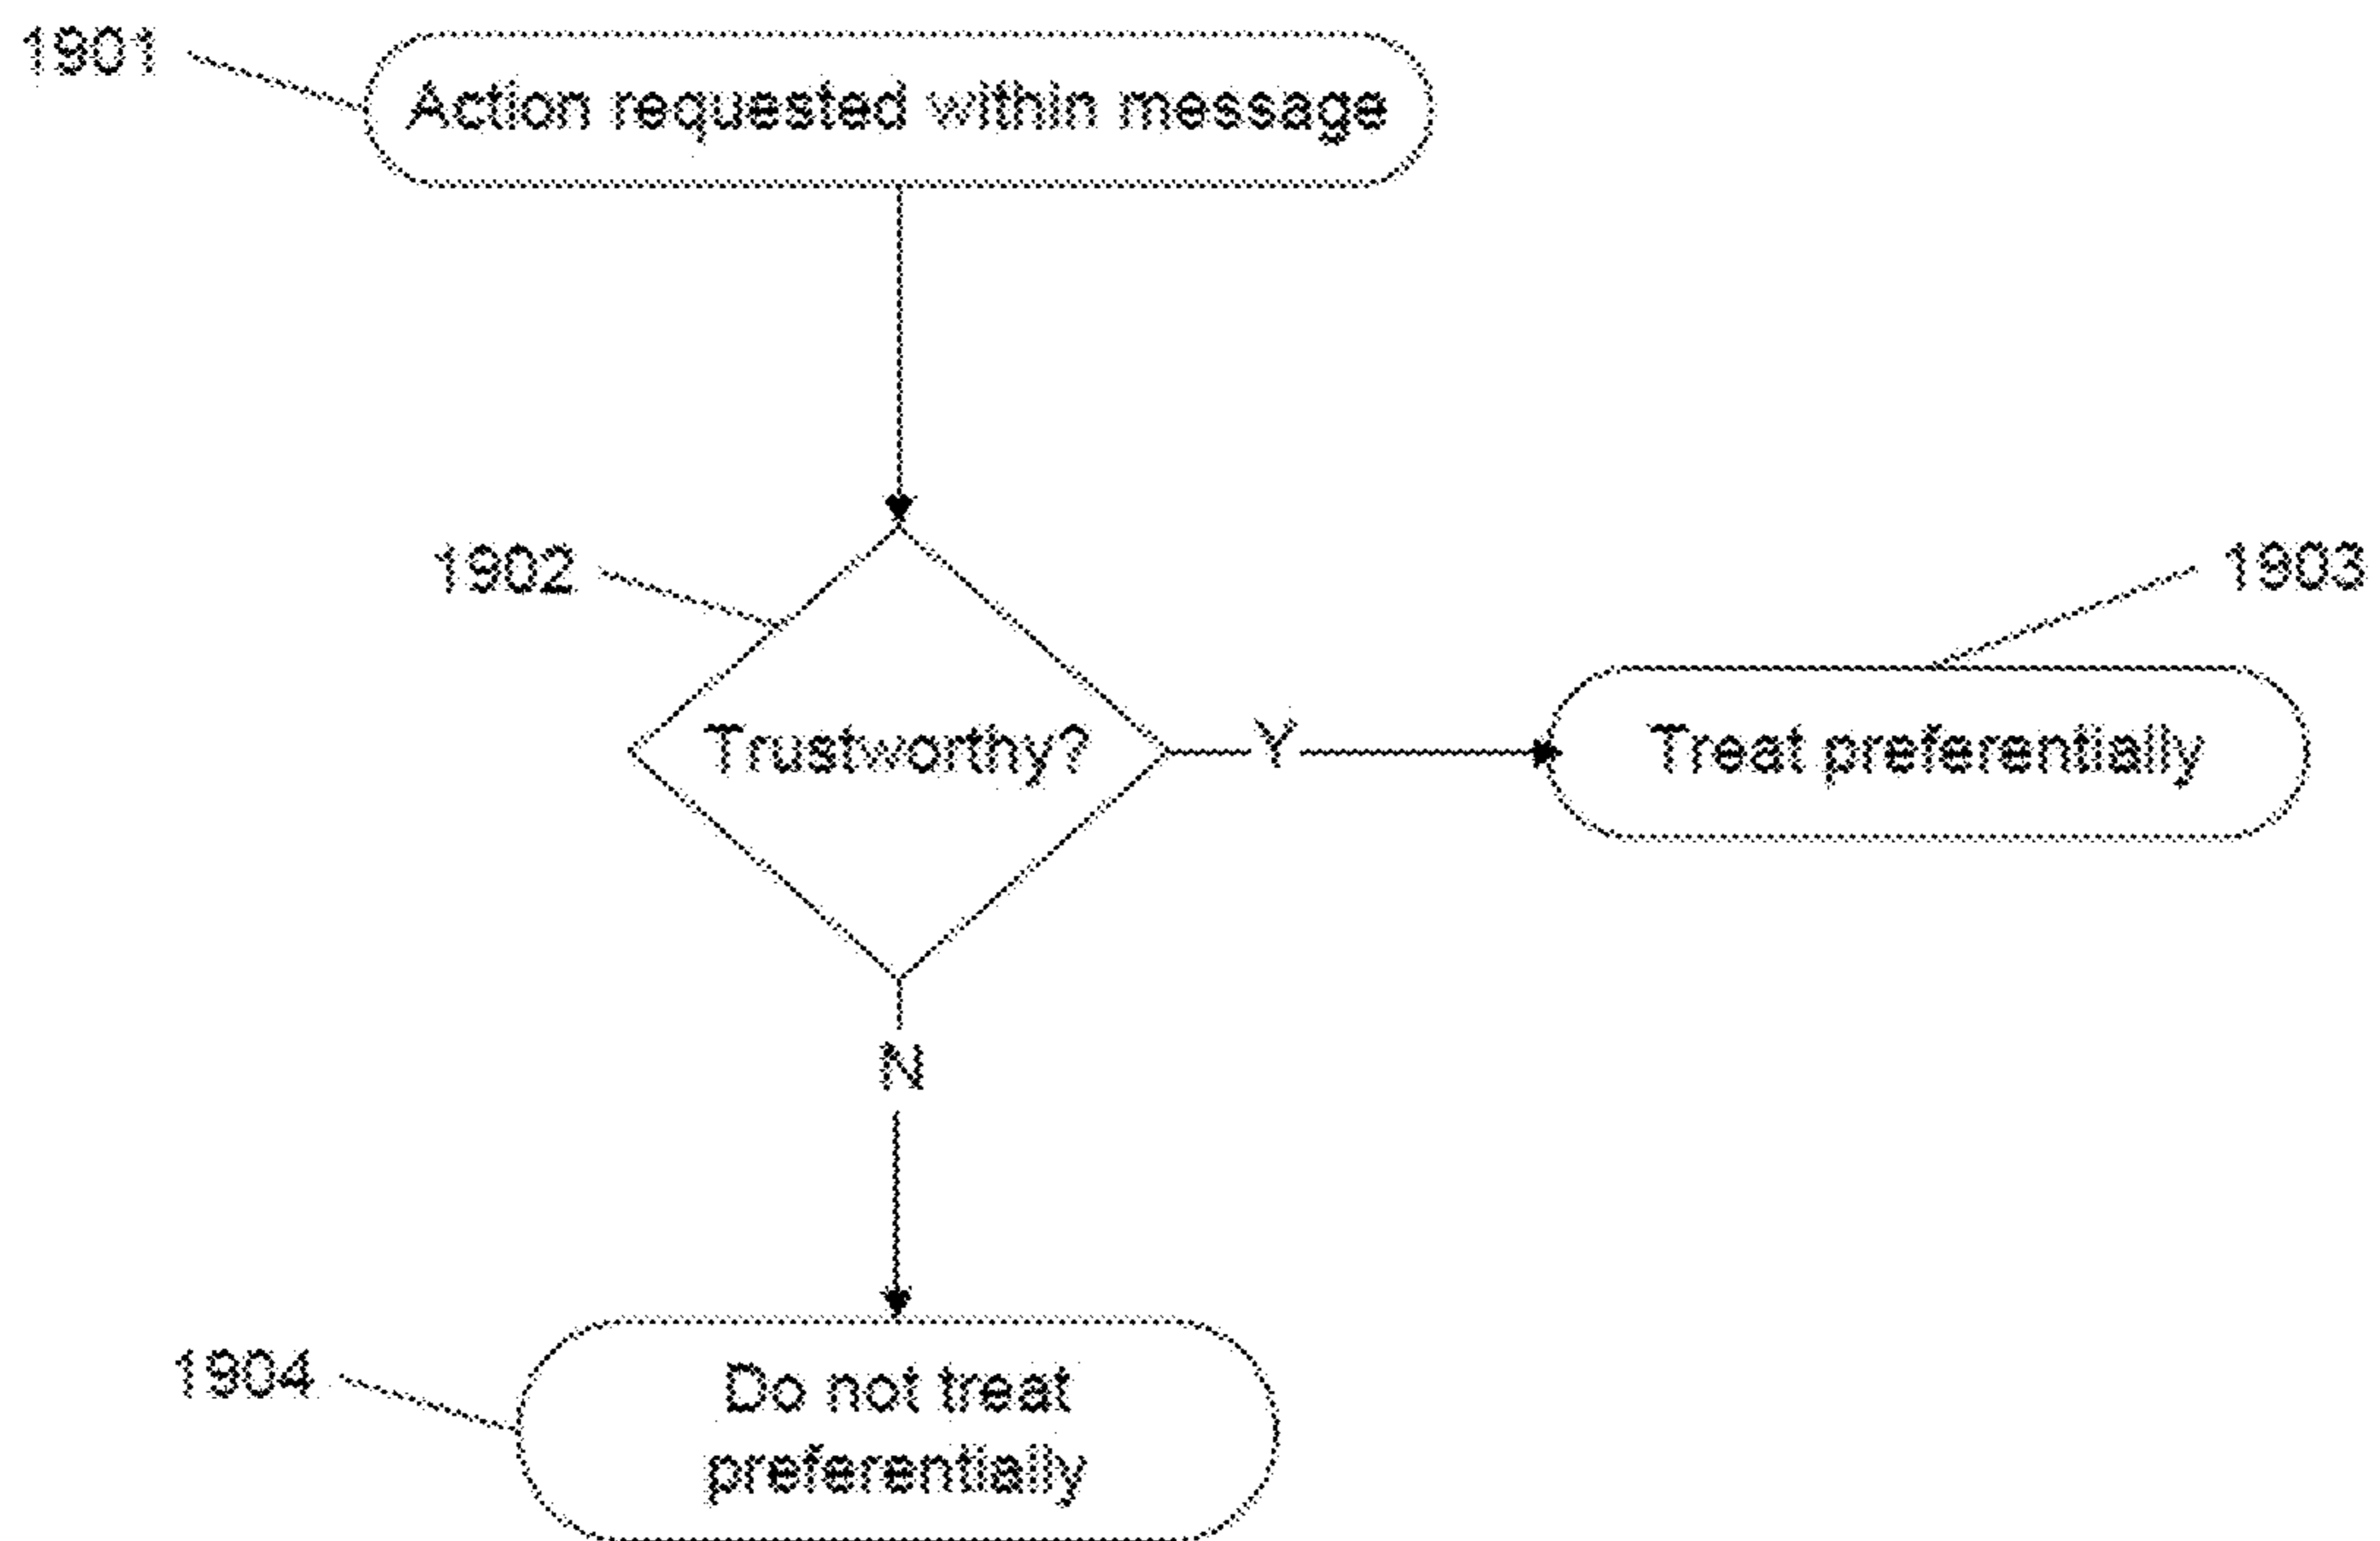 1901
Action requested within message
1902
1903
Trustworthy?
Y
Treat preferentially
N
1904
Do not treat
preferentially